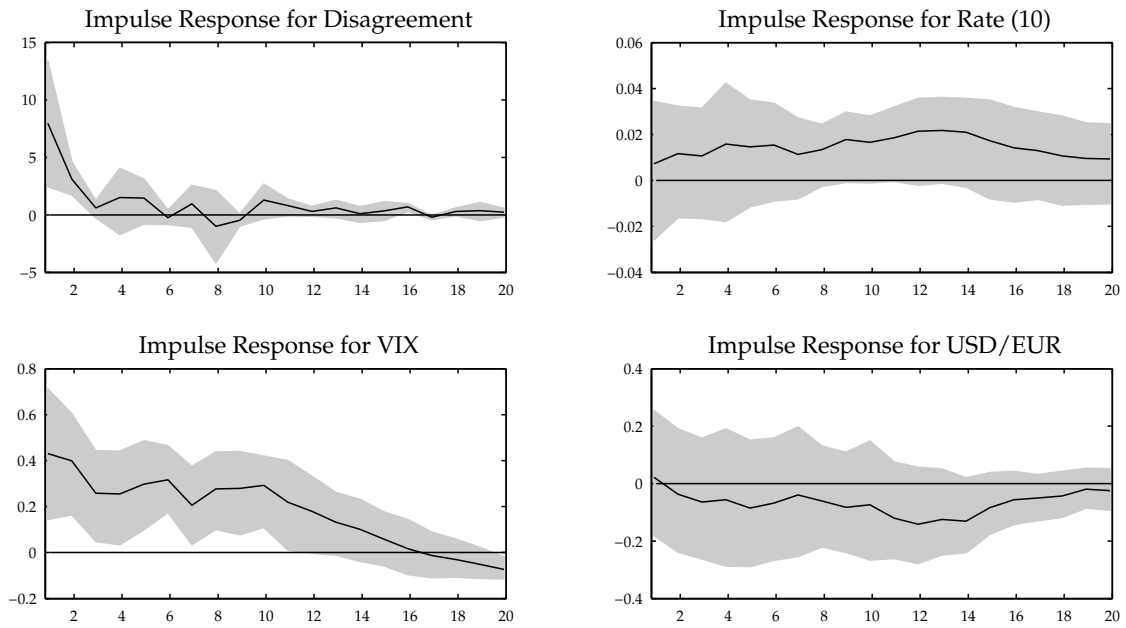 Impulse Response for Disagreement
15
10
5
0
−5
2 4 6 8 10 12 14 16 18 20
Impulse Response for Rate (10)
0.06
0.04
0.02
0
−0.02
−0.04
2 4 6 8 10 12 14 16 18 20
Impulse Response for VIX
0.8
0.6
0.4
0.2
0
−0.2
2 4 6 8 10 12 14 16 18 20
Impulse Response for USD/EUR
0.4
0.2
0
−0.2
−0.4
2 4 6 8 10 12 14 16 18 20